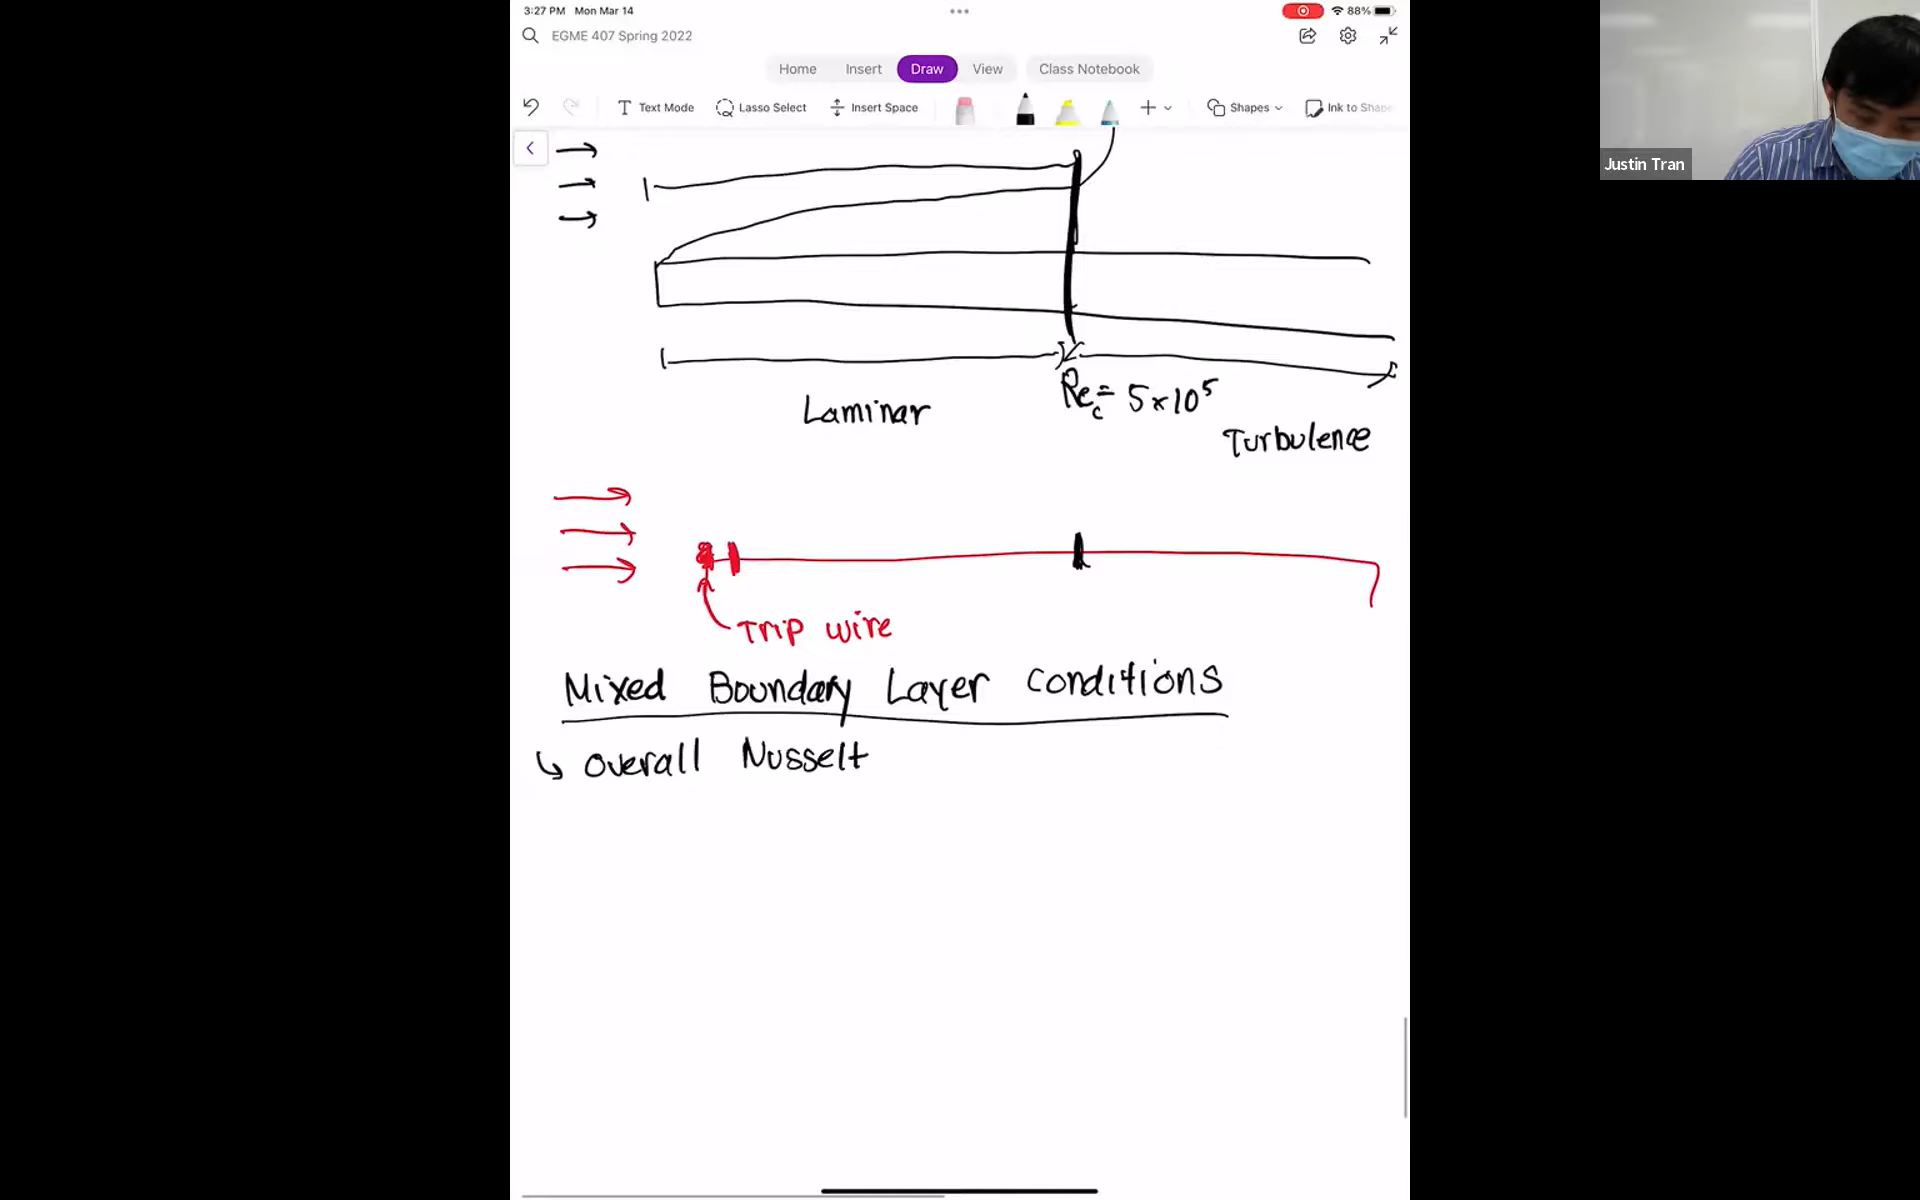 3:27 PM Mon Mar 14
88%
EGME 407 Spring 2022
Home Insert Draw View Class Notebook
Text Mode Lasso Select Insert Space Shapes Ink to Shape
Justin Tran
Rec = 5x10⁵
Laminar
Turbulence
Trip wire
Mixed Boundary Layer Conditions
↳ Overall Nusselt